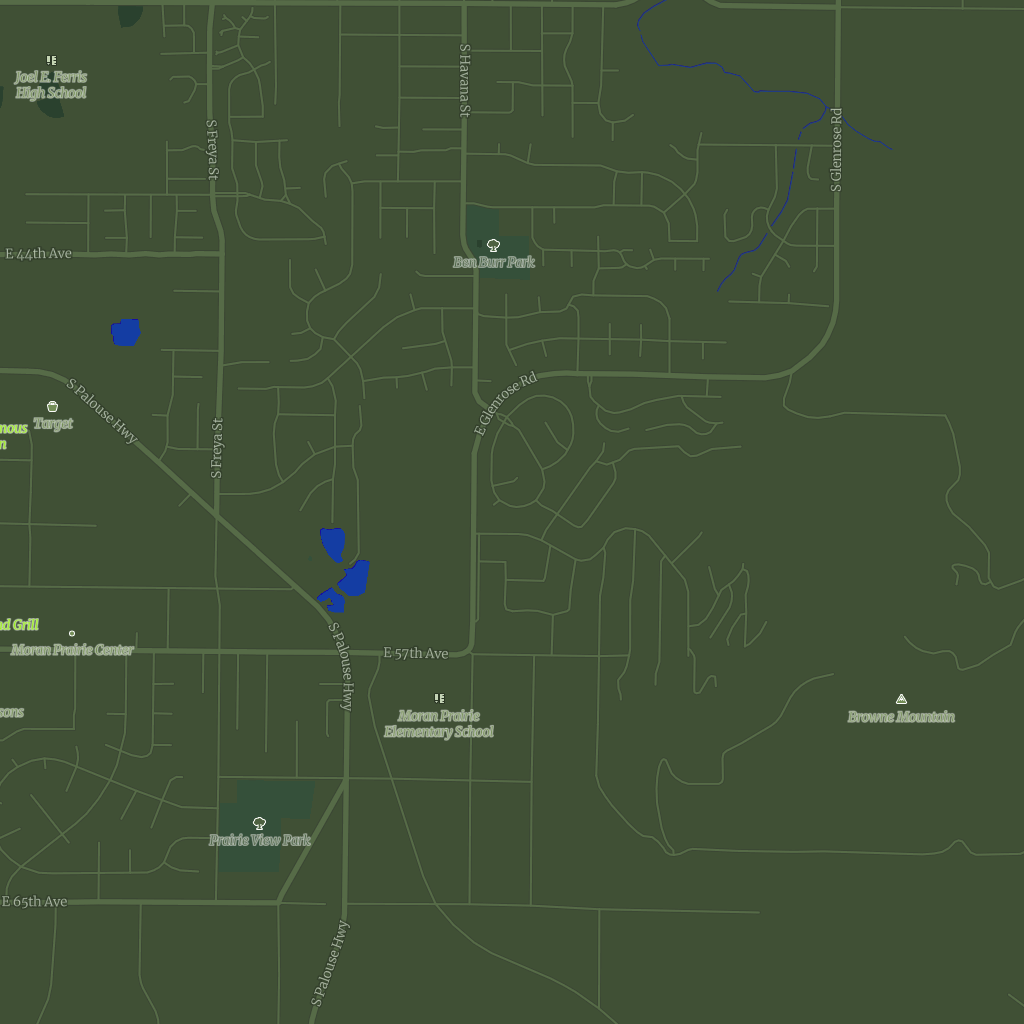 Joel E. Ferris
High School
S Havana St
S Freya St
S Glenrose Rd
E 44th Ave
Ben Burr Park
S Palouse Hwy
E Glenrose Rd
Target
S Freya St
nous
n
nd Grill
Moran Prairie Center
S Palouse Hwy
E 57th Ave
Moran Prairie
Elementary School
sons
Browne Mountain
Prairie View Park
E 65th Ave
S Palouse Hwy